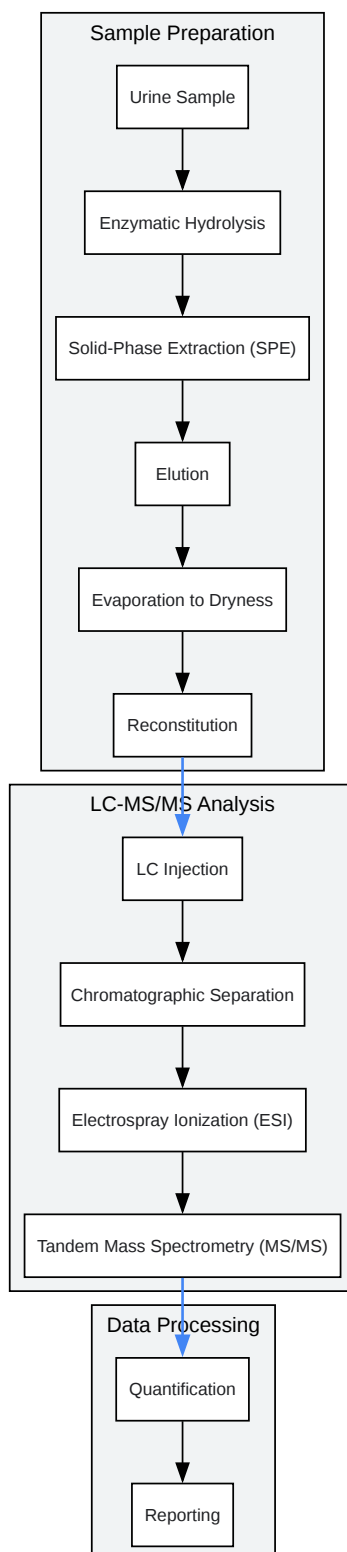 Sample Preparation
Urine Sample
Enzymatic Hydrolysis
Solid-Phase Extraction (SPE)
Elution
Evaporation to Dryness
Reconstitution
LC-MS/MS Analysis
LC Injection
Chromatographic Separation
Electrospray Ionization (ESI)
Tandem Mass Spectrometry (MS/MS)
Data Processing
Quantification
Reporting